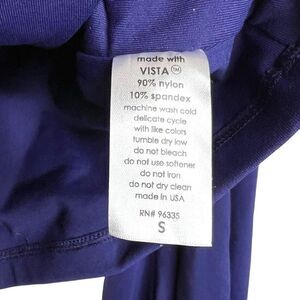 made with
VISTA™
90% nylon
10% spandex
machine wash cold
delicate cycle
with like colors
tumble dry low
do not bleach
do not use softener
do not iron
do not dry clean
made in USA
RN# 96335
S